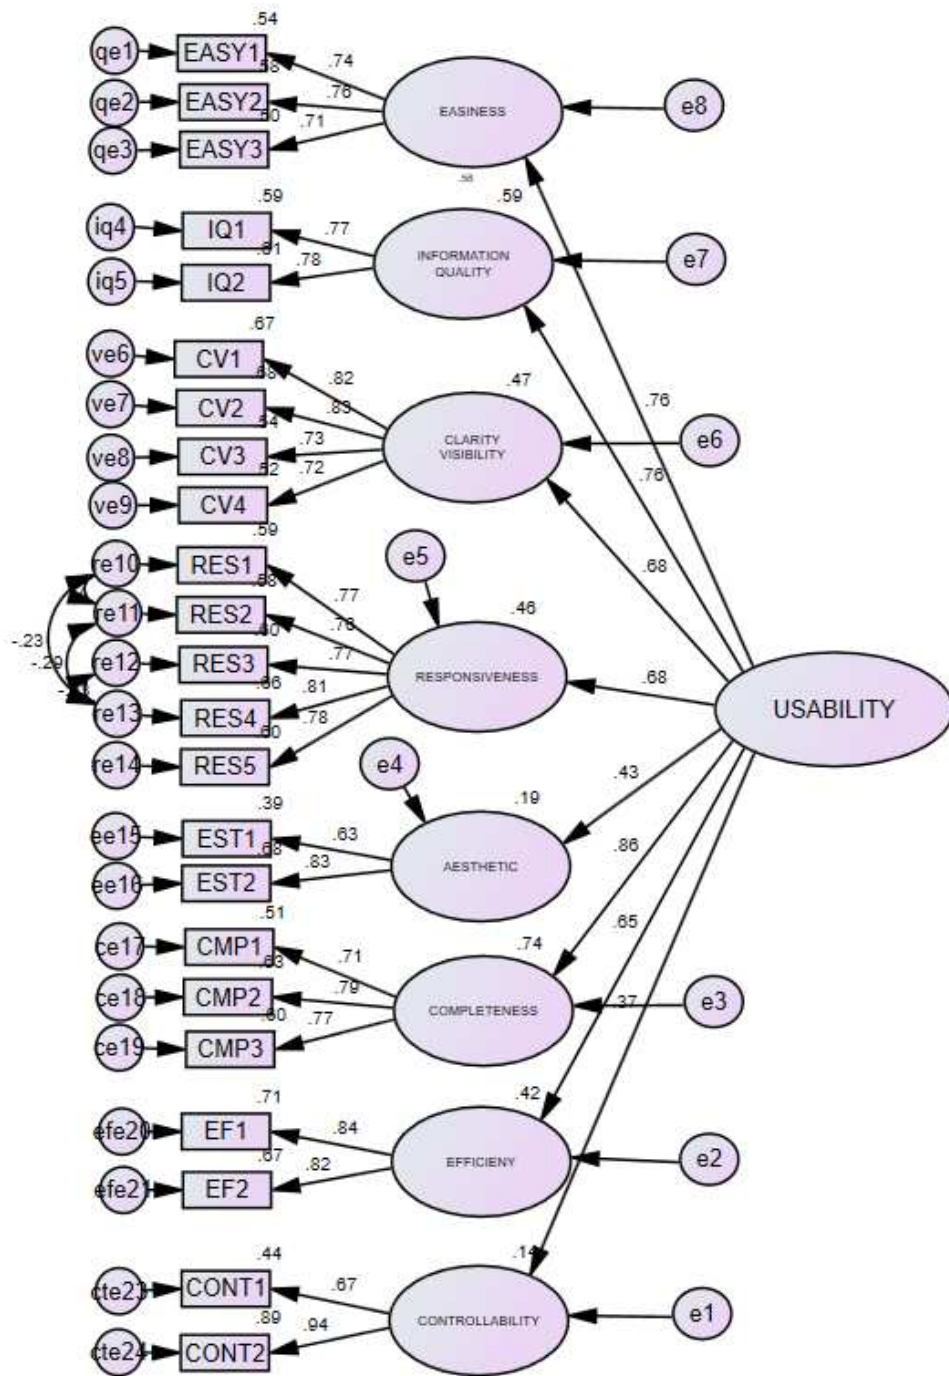 .54
qe1 EASY1 .74
.58
qe2 EASY2 .76 EASINESS e8
.50
qe3 EASY3 .71
.58
.59 .59
iq4 IQ1 .77
.61 INFORMATION
QUALITY e7
iq5 IQ2 .78
.67
ve6 CV1 .82 .47
.68
ve7 CV2 .83 .76
.54 CLARITY
VISIBILITY e6
ve8 CV3 .73
.52 .76
ve9 CV4 .72
.59 e5
re10 RES1 .77 .68
.58
re11 RES2 .76 .46
-.23 .60
-.29 re12 RES3 .77 RESPONSIVENESS .68
.66
re13 RES4 .81 USABILITY
.60
re14 RES5 .78
e4
.39 .19 .43
ee15 EST1 .63
.68 AESTHETIC .86
ee16 EST2 .83
.51 .65
ce17 CMP1 .71 .74
.63
ce18 CMP2 .79 COMPLETENESS .37 e3
.60
ce19 CMP3 .77
.71 .42
efe20 EF1 .84
.67 EFFICIENY e2
efe21 EF2 .82
.44 .14
cte23 CONT1 .67
.89 CONTROLLABILITY e1
cte24 CONT2 .94